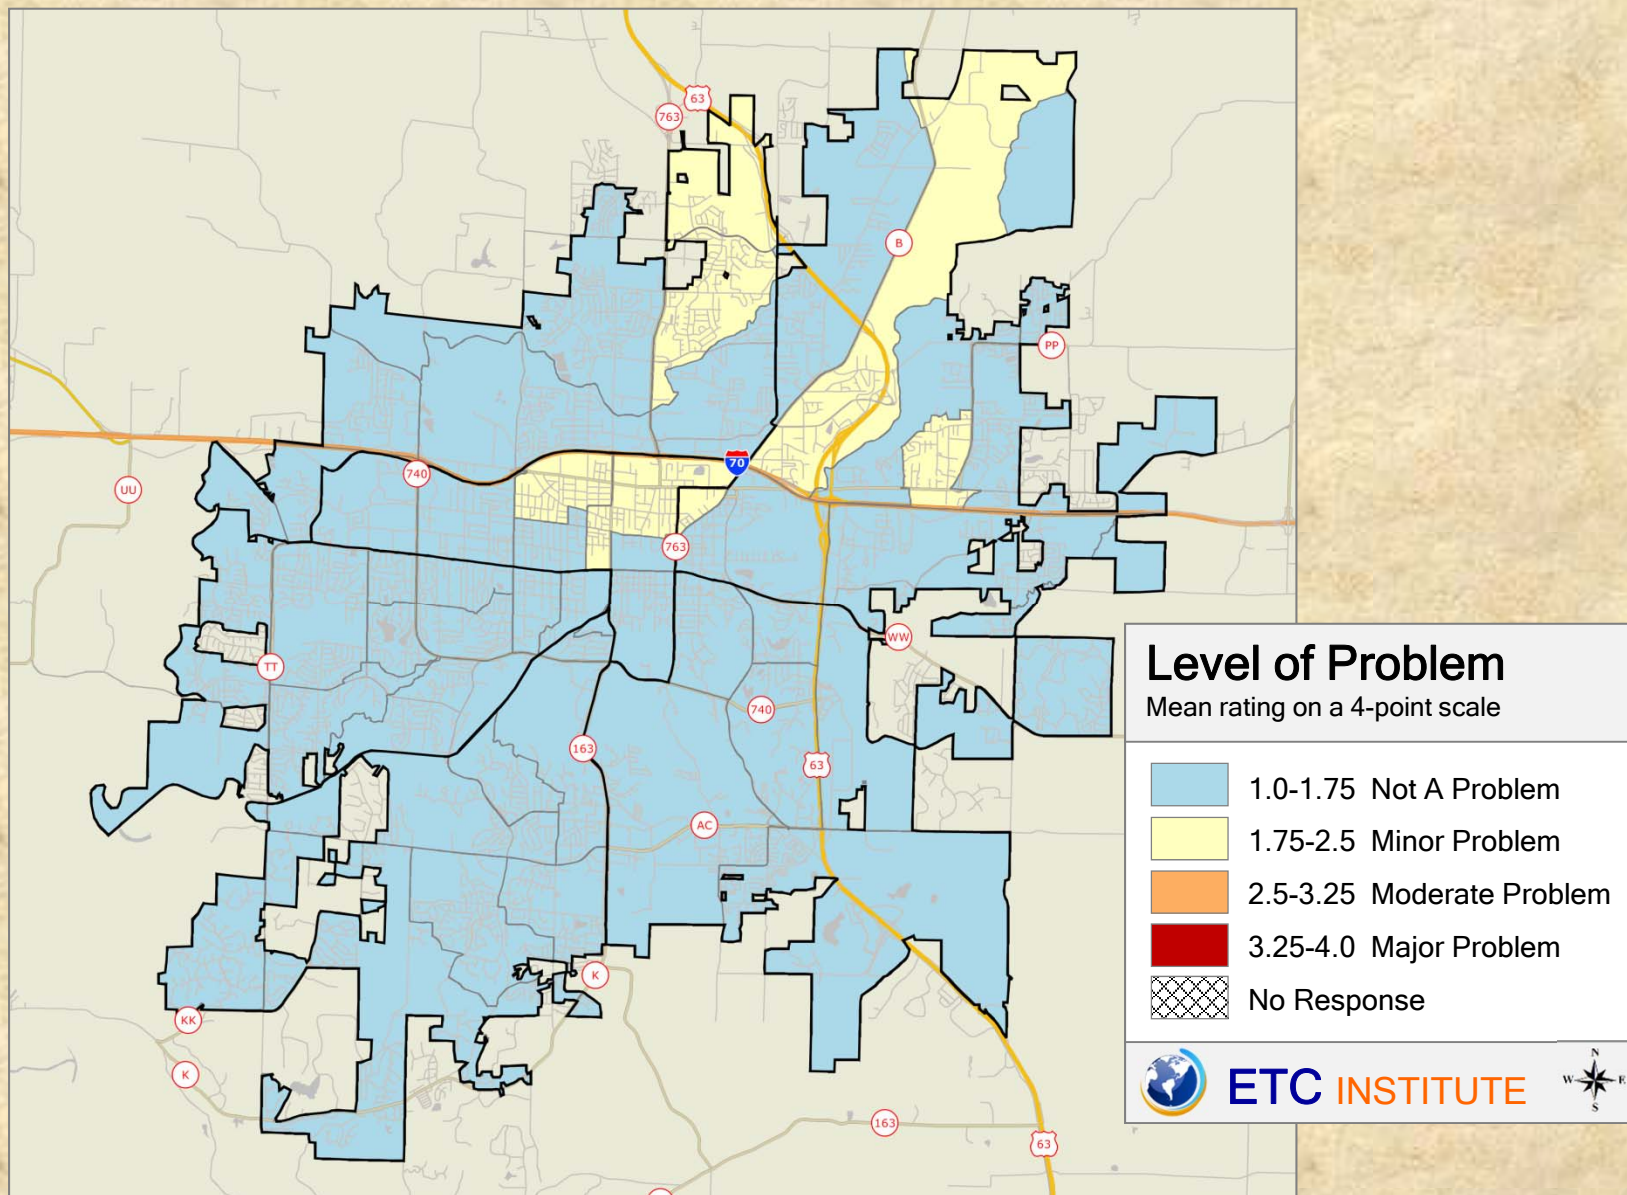 63
763
B
PP
70
740
UU
763
WW
TT
740
163
63
AC
K
KK
K
163
63
Level of Problem
Mean rating on a 4-point scale
1.0-1.75 Not A Problem
1.75-2.5 Minor Problem
2.5-3.25 Moderate Problem
3.25-4.0 Major Problem
No Response
ETC INSTITUTE
N
W E
S